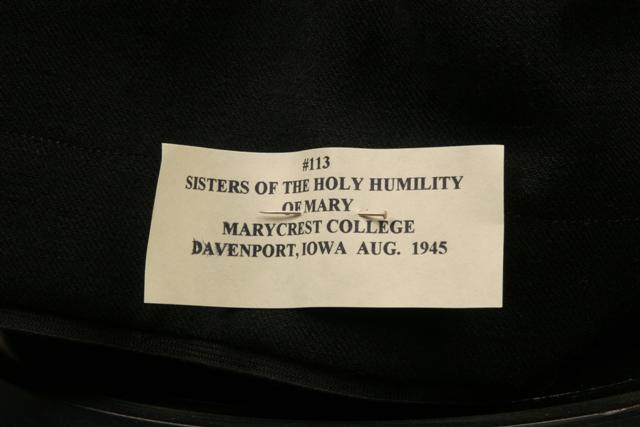 #113
SISTERS OF THE HOLY HUMILITY
OF MARY
MARYCREST COLLEGE
DAVENPORT, IOWA AUG. 1945